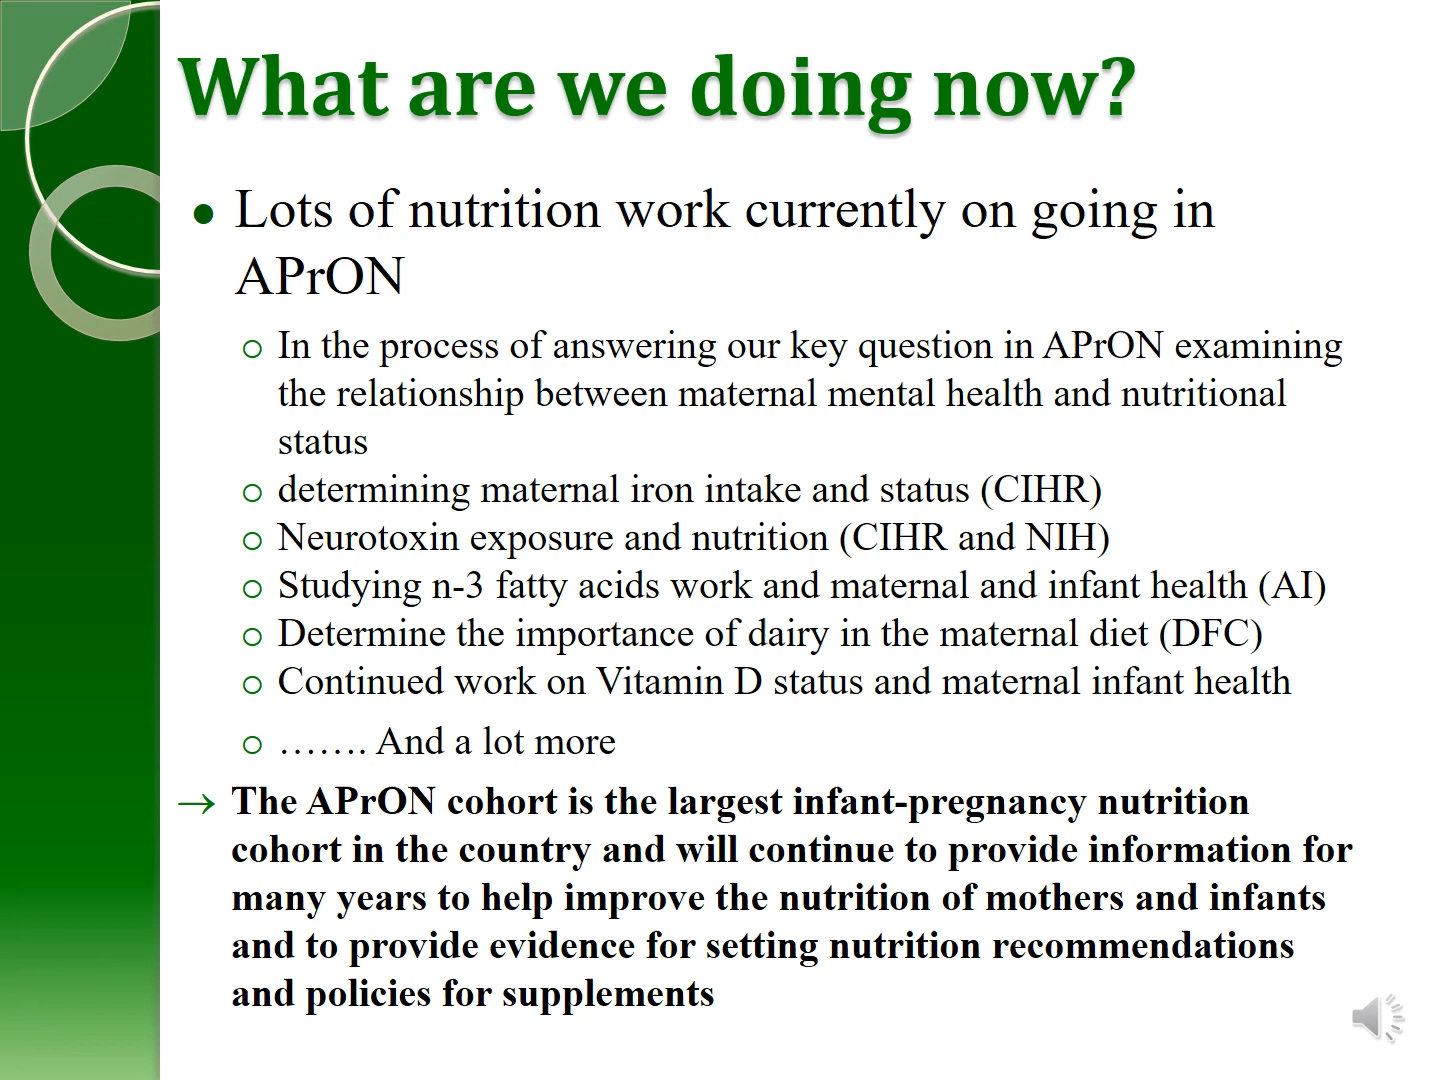 What are we doing now?
• Lots of nutrition work currently on going in
APrON
o In the process of answering our key question in APrON examining
the relationship between maternal mental health and nutritional
status
o determining maternal iron intake and status (CIHR)
o Neurotoxin exposure and nutrition (CIHR and NIH)
o Studying n-3 fatty acids work and maternal and infant health (AI)
o Determine the importance of dairy in the maternal diet (DFC)
o Continued work on Vitamin D status and maternal infant health
o ……. And a lot more
→ The APrON cohort is the largest infant-pregnancy nutrition
cohort in the country and will continue to provide information for
many years to help improve the nutrition of mothers and infants
and to provide evidence for setting nutrition recommendations
and policies for supplements